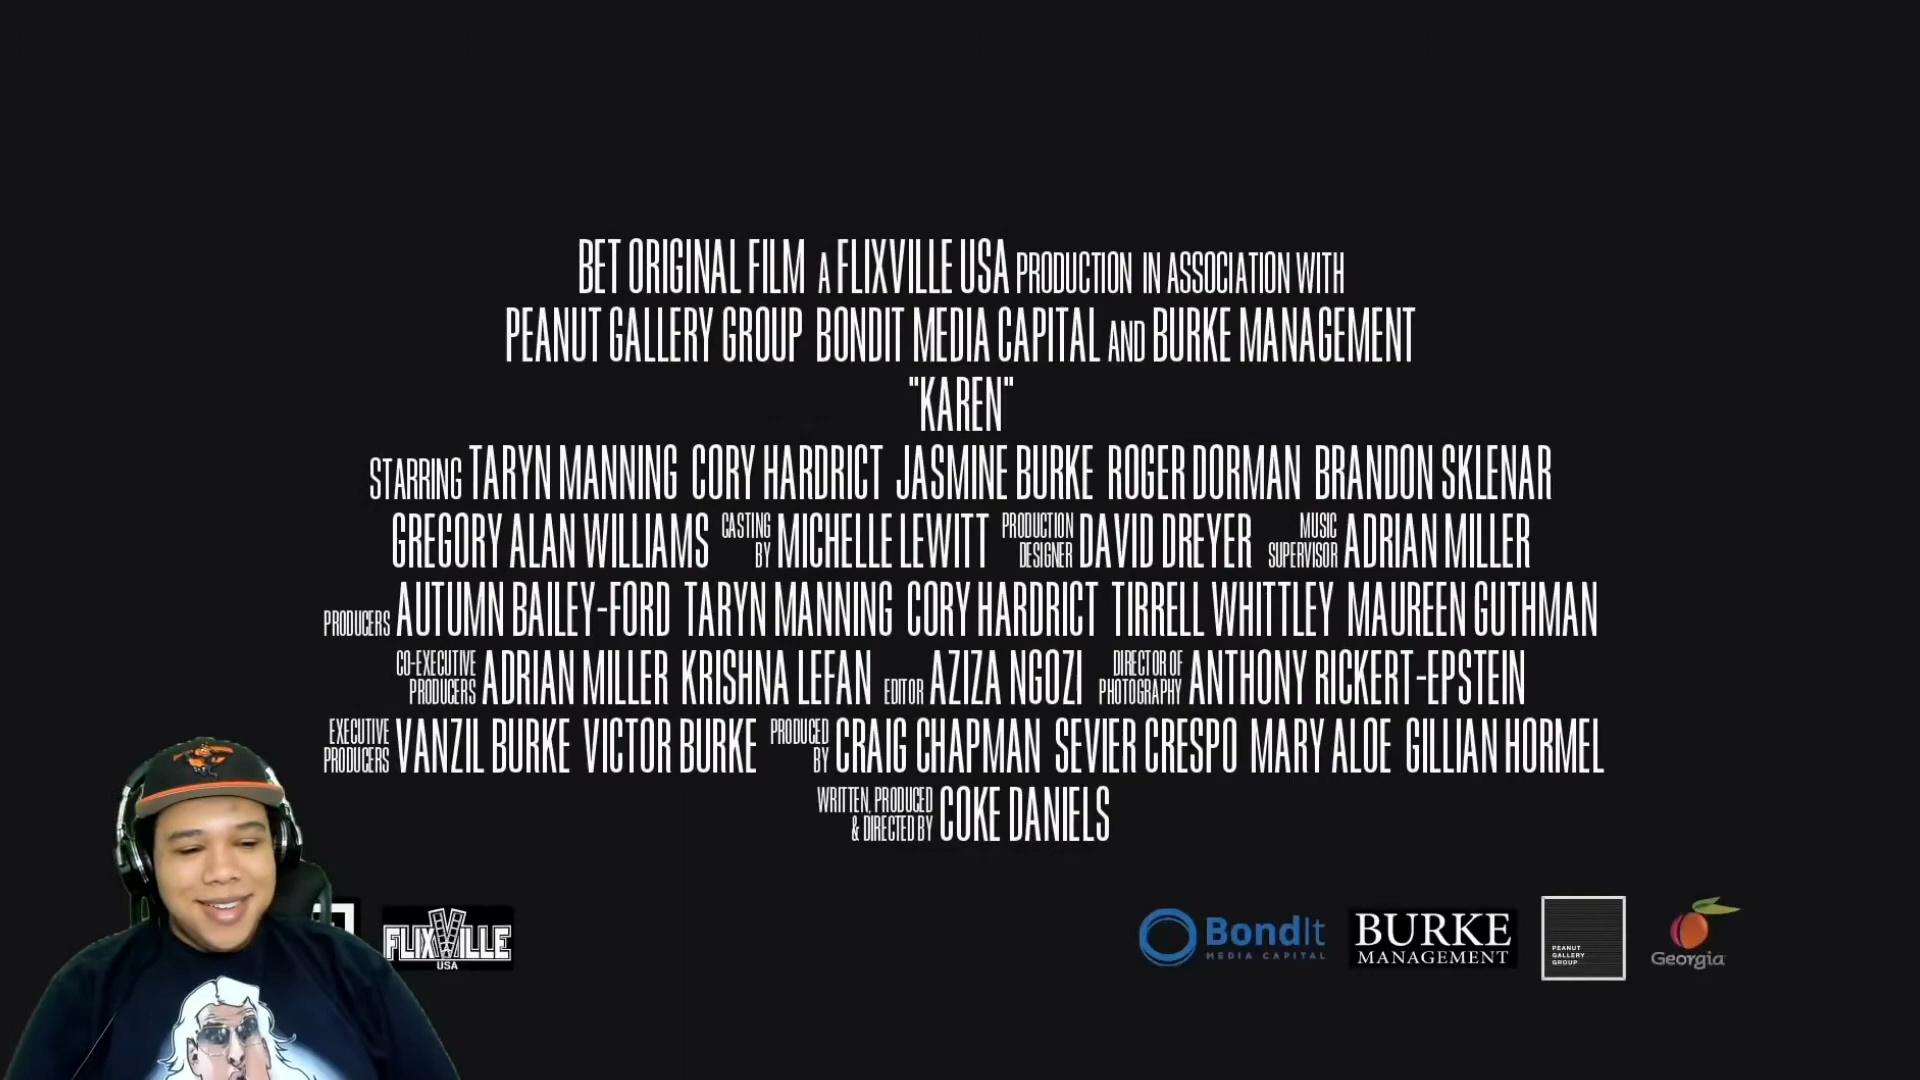 BET ORIGINAL FILM A FLIXVILLE USA PRODUCTION IN ASSOCIATION WITH
PEANUT GALLERY GROUP BONDIT MEDIA CAPITAL AND BURKE MANAGEMENT
"KAREN"
STARRING TARYN MANNING CORY HARDRICT JASMINE BURKE ROGER DORMAN BRANDON SKLENAR
GREGORY ALAN WILLIAMS CASTING BY MICHELLE LEWITT PRODUCTION DESIGNER DAVID DREYER MUSIC SUPERVISOR ADRIAN MILLER
PRODUCERS AUTUMN BAILEY-FORD TARYN MANNING CORY HARDRICT TIRRELL WHITTLEY MAUREEN GUTHMAN
CO-EXECUTIVE PRODUCERS ADRIAN MILLER KRISHNA LEFAN EDITOR AZIZA NGOZI DIRECTOR OF PHOTOGRAPHY ANTHONY RICKERT-EPSTEIN
EXECUTIVE PRODUCERS VANZIL BURKE VICTOR BURKE PRODUCED BY CRAIG CHAPMAN SEVIER CRESPO MARY ALOE GILLIAN HORMEL
WRITTEN, PRODUCED & DIRECTED BY COKE DANIELS
FLIXVILLE
USA
BondIt
MEDIA CAPITAL
BURKE
MANAGEMENT
PEANUT
GALLERY
GROUP
Georgia